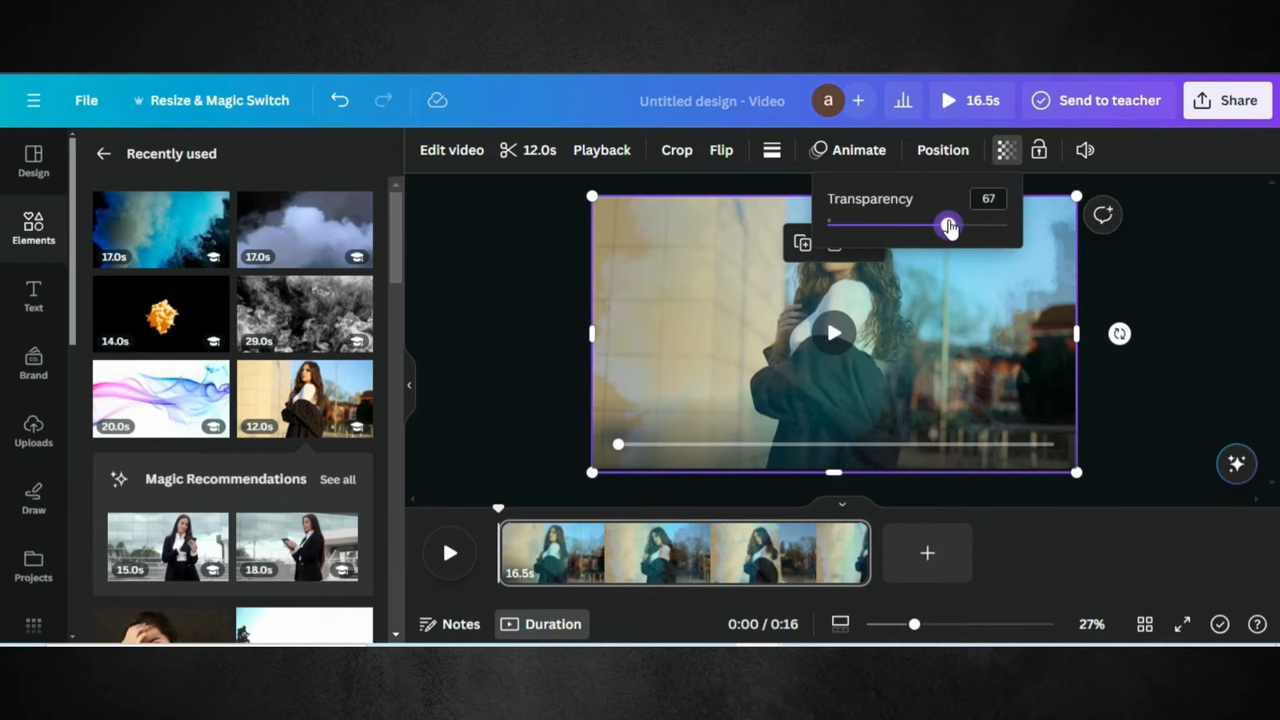 File
Resize & Magic Switch
Untitled design - Video
a
16.5s
Send to teacher
Share
Design
Elements
Text
Brand
CO.
Uploads
Draw
Projects
Recently used
17.0s
17.0s
14.0s
29.0s
20.0s
12.0s
Magic Recommendations
See all
15.0s
18.0s
Edit video
12.0s
Playback
Crop
Flip
Animate
Position
Transparency
67
16.5s
Notes
Duration
0:00 / 0:16
27%